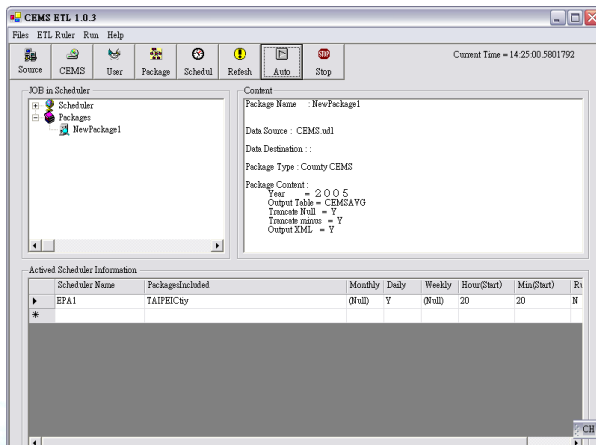 CEMS ETL 1.0.3
Files ETL Ruler Run Help
Source CEMS User Package Schedul Refesh Auto Stop
Current Time = 14:25:00.5801792
JOB in Scheduler
Scheduler
Packages
NewPackage1
Content
Package Name : NewPackage1
Data Source : CEMS.udl
Data Destination : :
Package Type : County CEMS
Package Content :
Year = 2005
Output Table = CEMSAVG
Trancate Null = Y
Trancate minus = Y
Output XML = Y
Actived Scheduler Information
Scheduler Name PackagesIncluded Monthly Daily Weekly Hour(Start) Min(Start) Ru
EPA1 TAIPEICtiy (Null) Y (Null) 20 20 N
CH